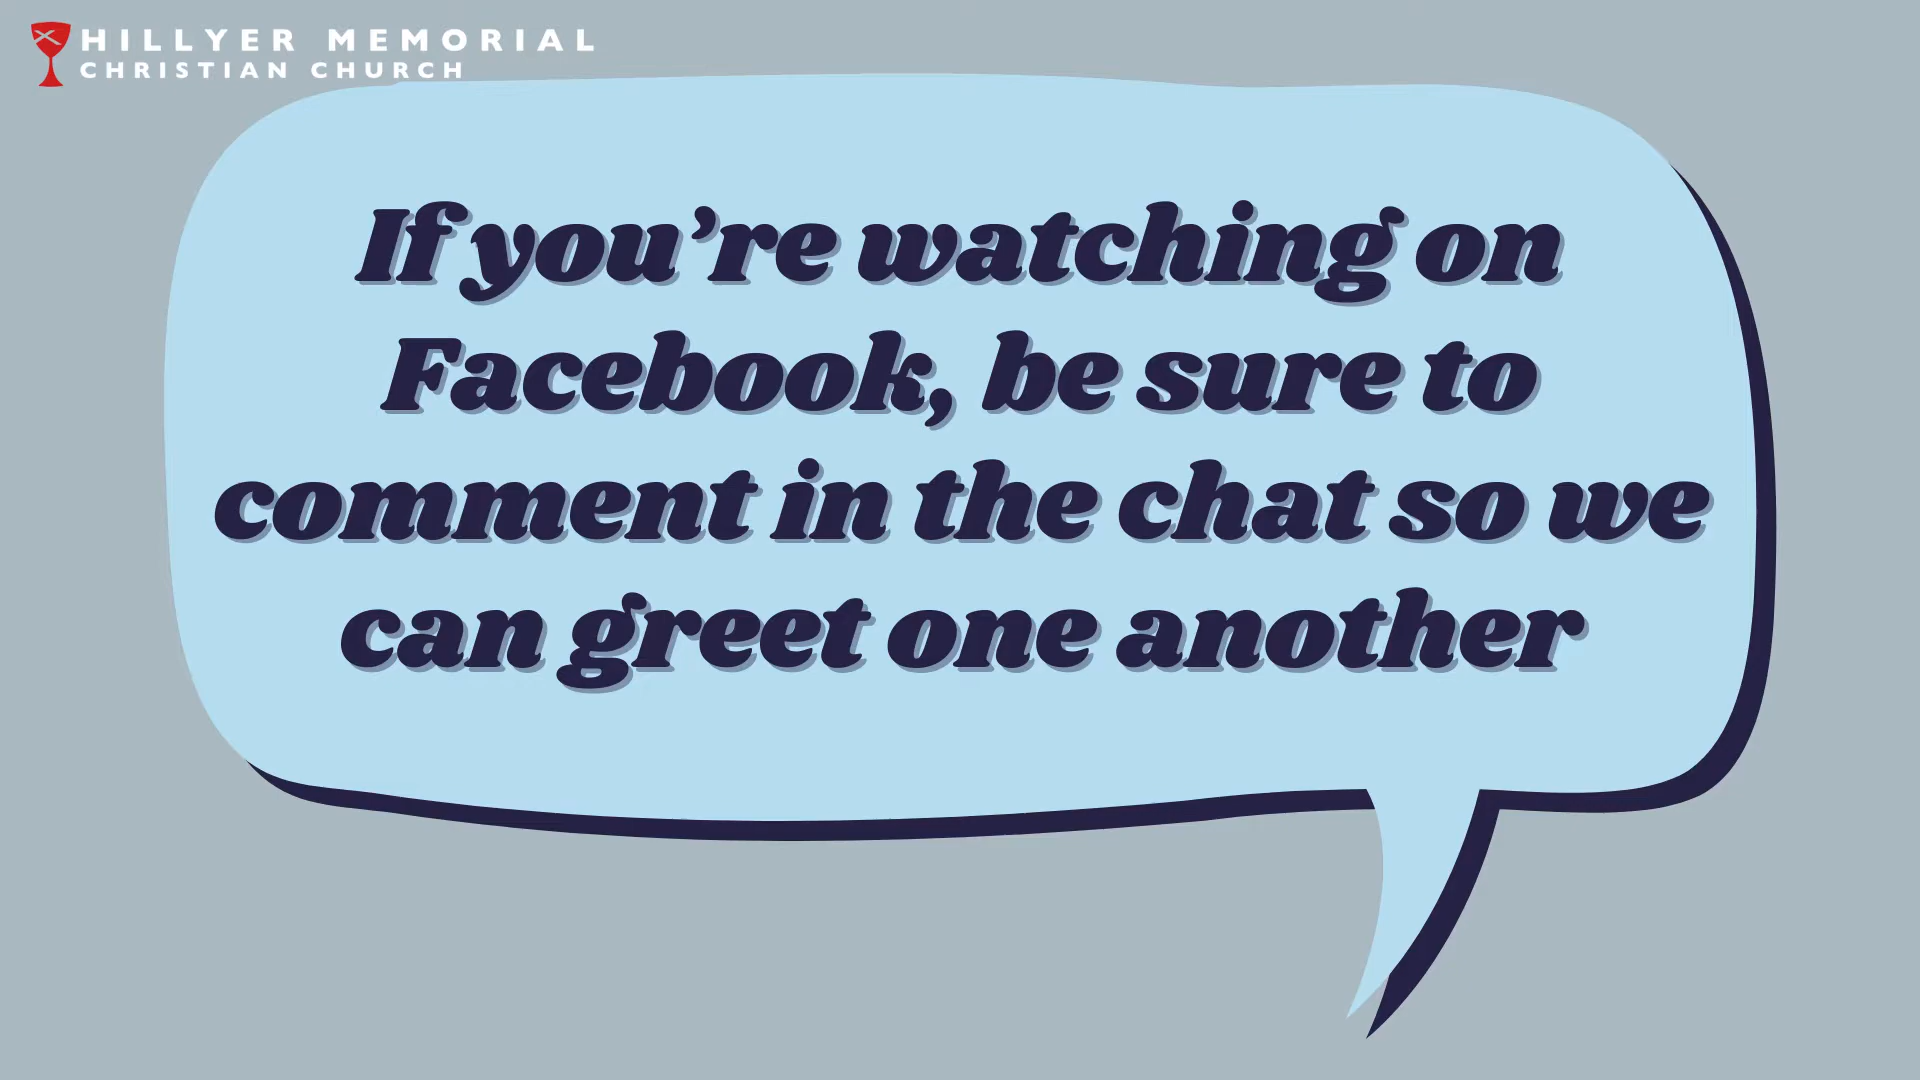 HILLYER MEMORIAL
CHRISTIAN CHURCH
If you’re watching on
Facebook, be sure to
comment in the chat so we
can greet one another